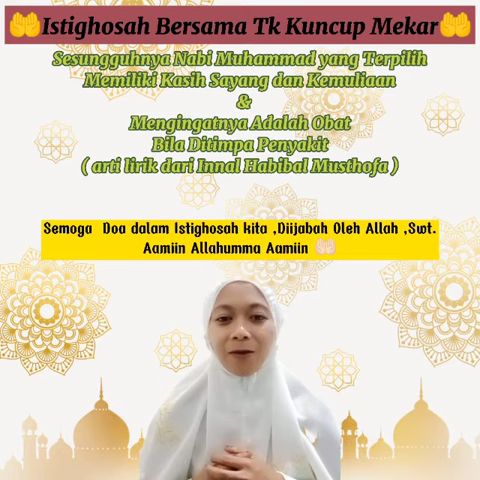 🤲Istighosah Bersama Tk Kuncup Mekar🤲
Sesungguhnya Nabi Muhammad yang Terpilih
Memiliki Kasih Sayang dan Kemuliaan
&
Mengingatnya Adalah Obat
Bila Ditimpa Penyakit
( arti lirik dari Innal Habibal Musthofa )
Semoga Doa dalam Istighosah kita ,Diijabah Oleh Allah ,Swt.
Aamiin Allahumma Aamiin 🤲🏻